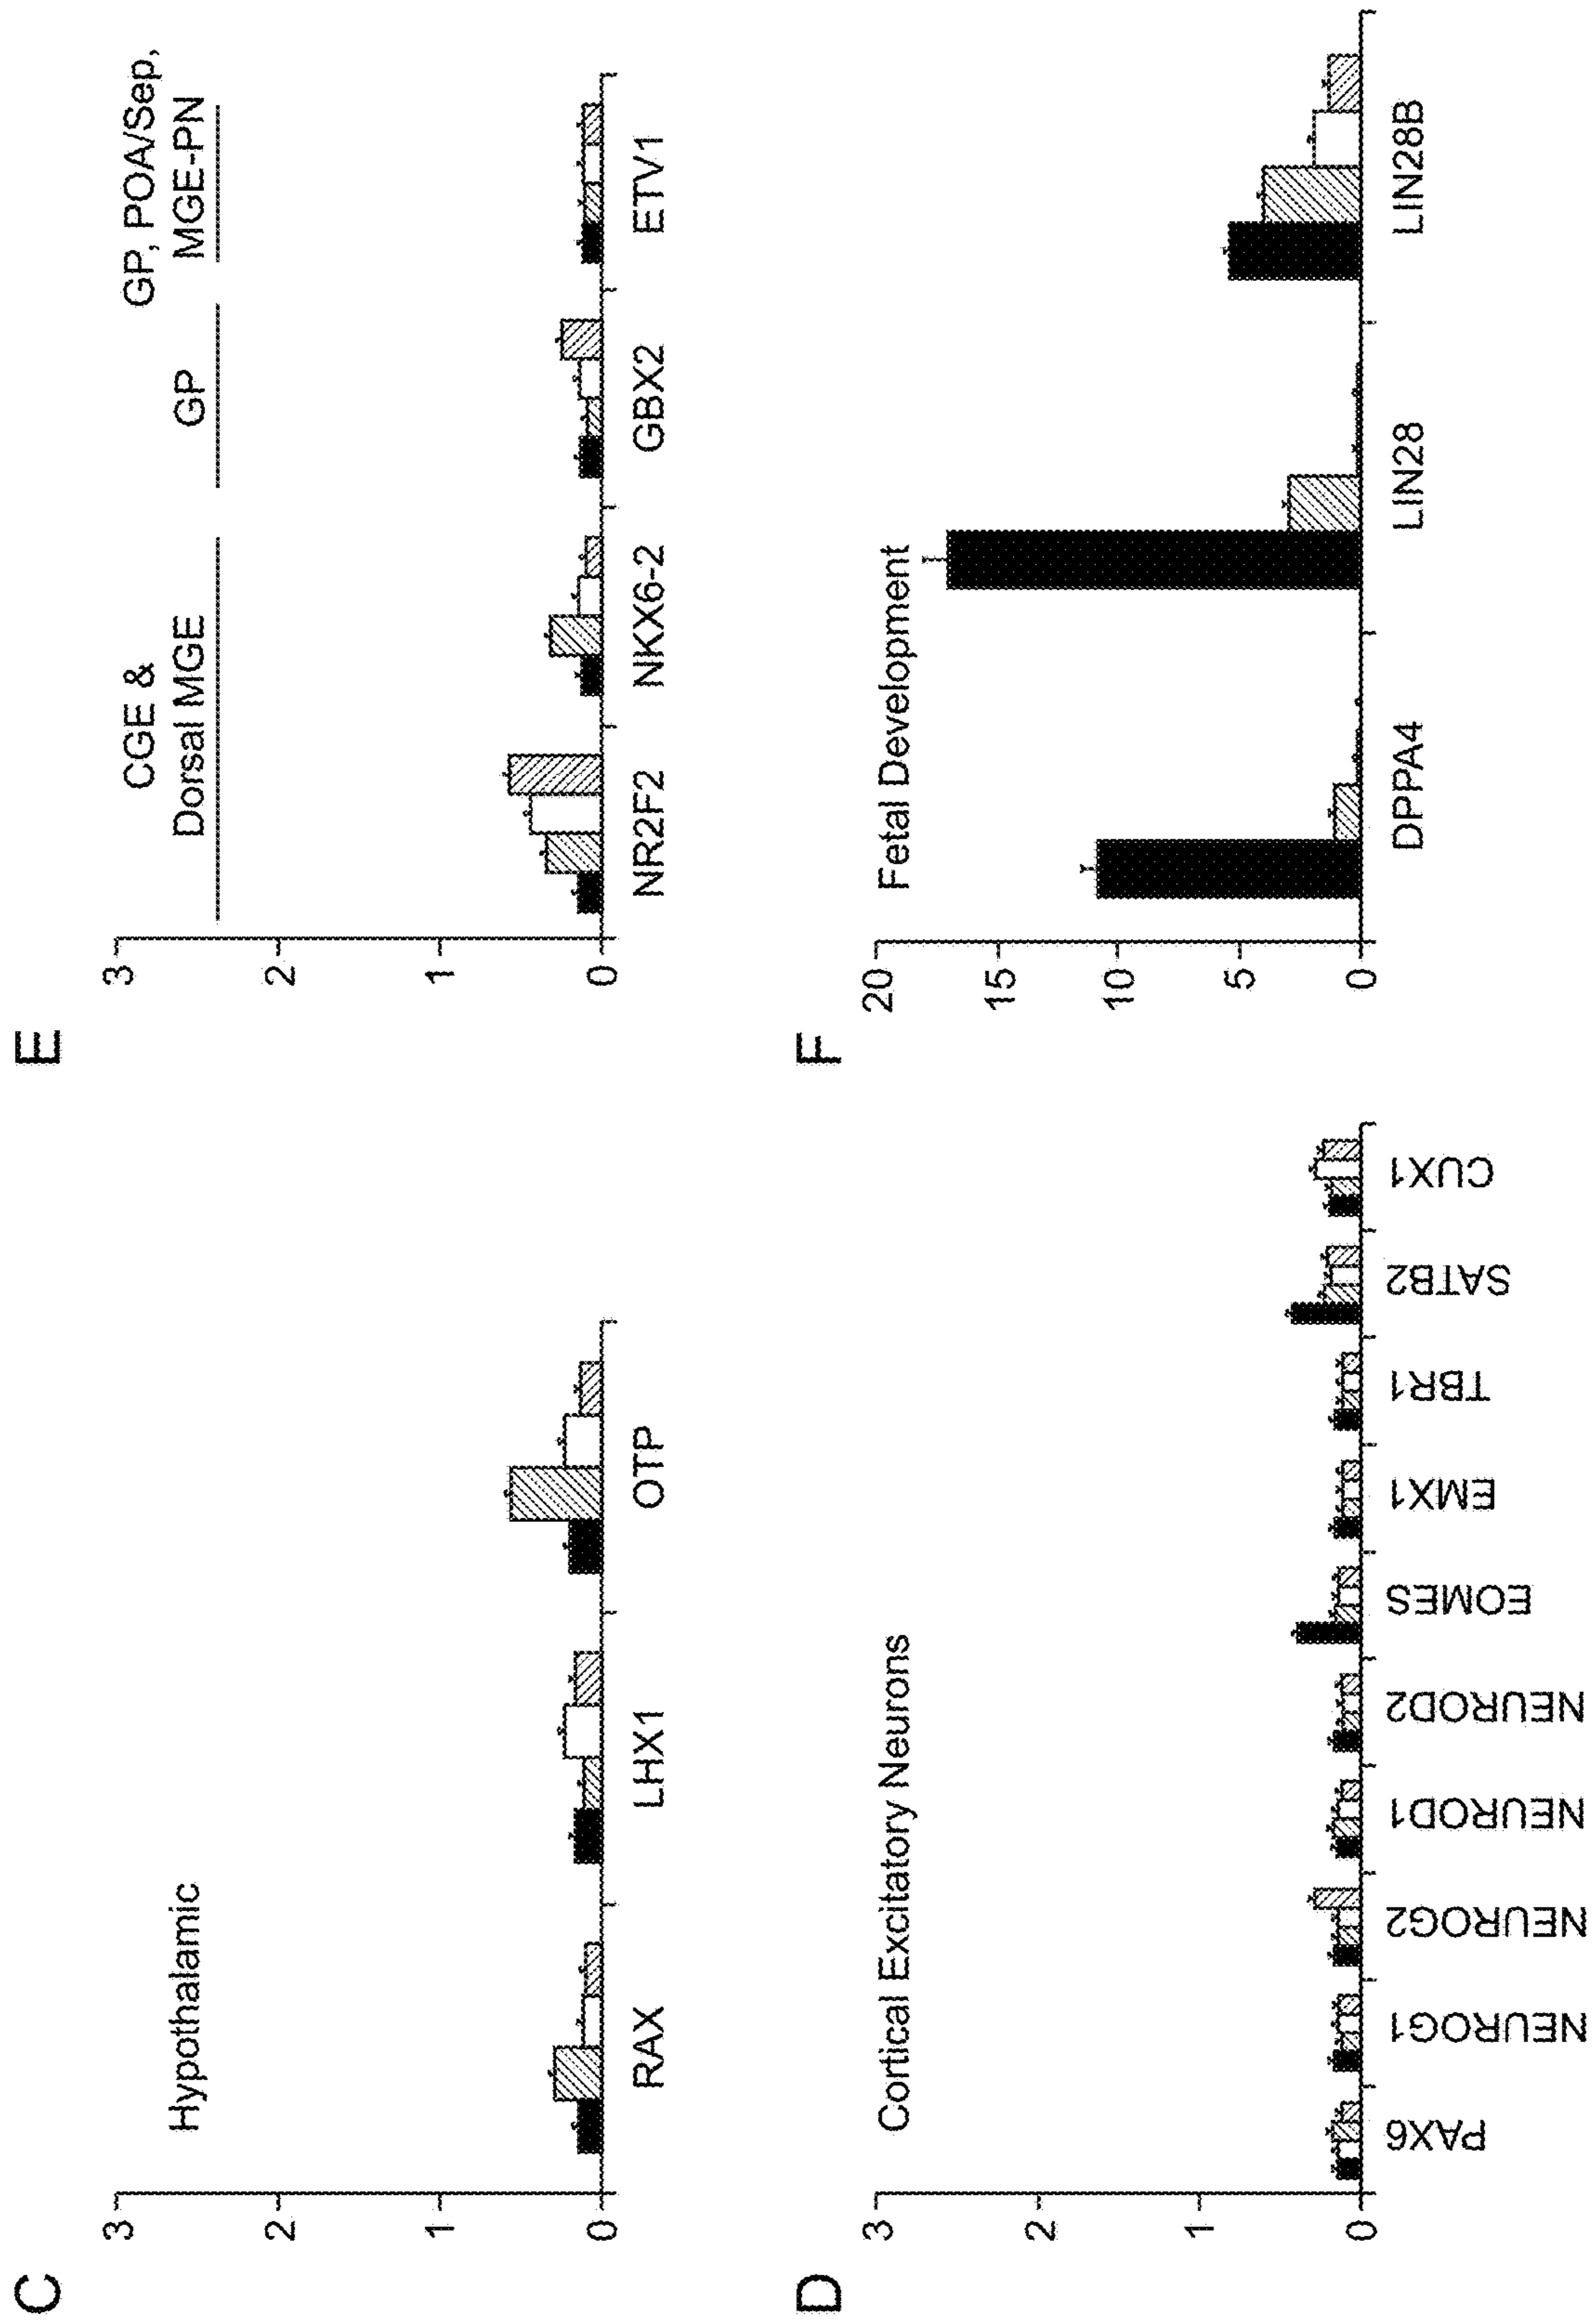 C
Hypothalamic
3
2
1
0
RAX
LHX1
OTP
D
Cortical Excitatory Neurons
3
2
1
0
PAX6
NEUROG1
NEUROG2
NEUROD1
NEUROD2
EOMES
EMX1
TBR1
SATB2
CUX1
E
CGE &
Dorsal MGE
GP
GP, POA/Sep,
MGE-PN
3
2
1
0
NR2F2
NKX6-2
GBX2
ETV1
F
Fetal Development
20
15
10
5
0
DPPA4
LIN28
LIN28B